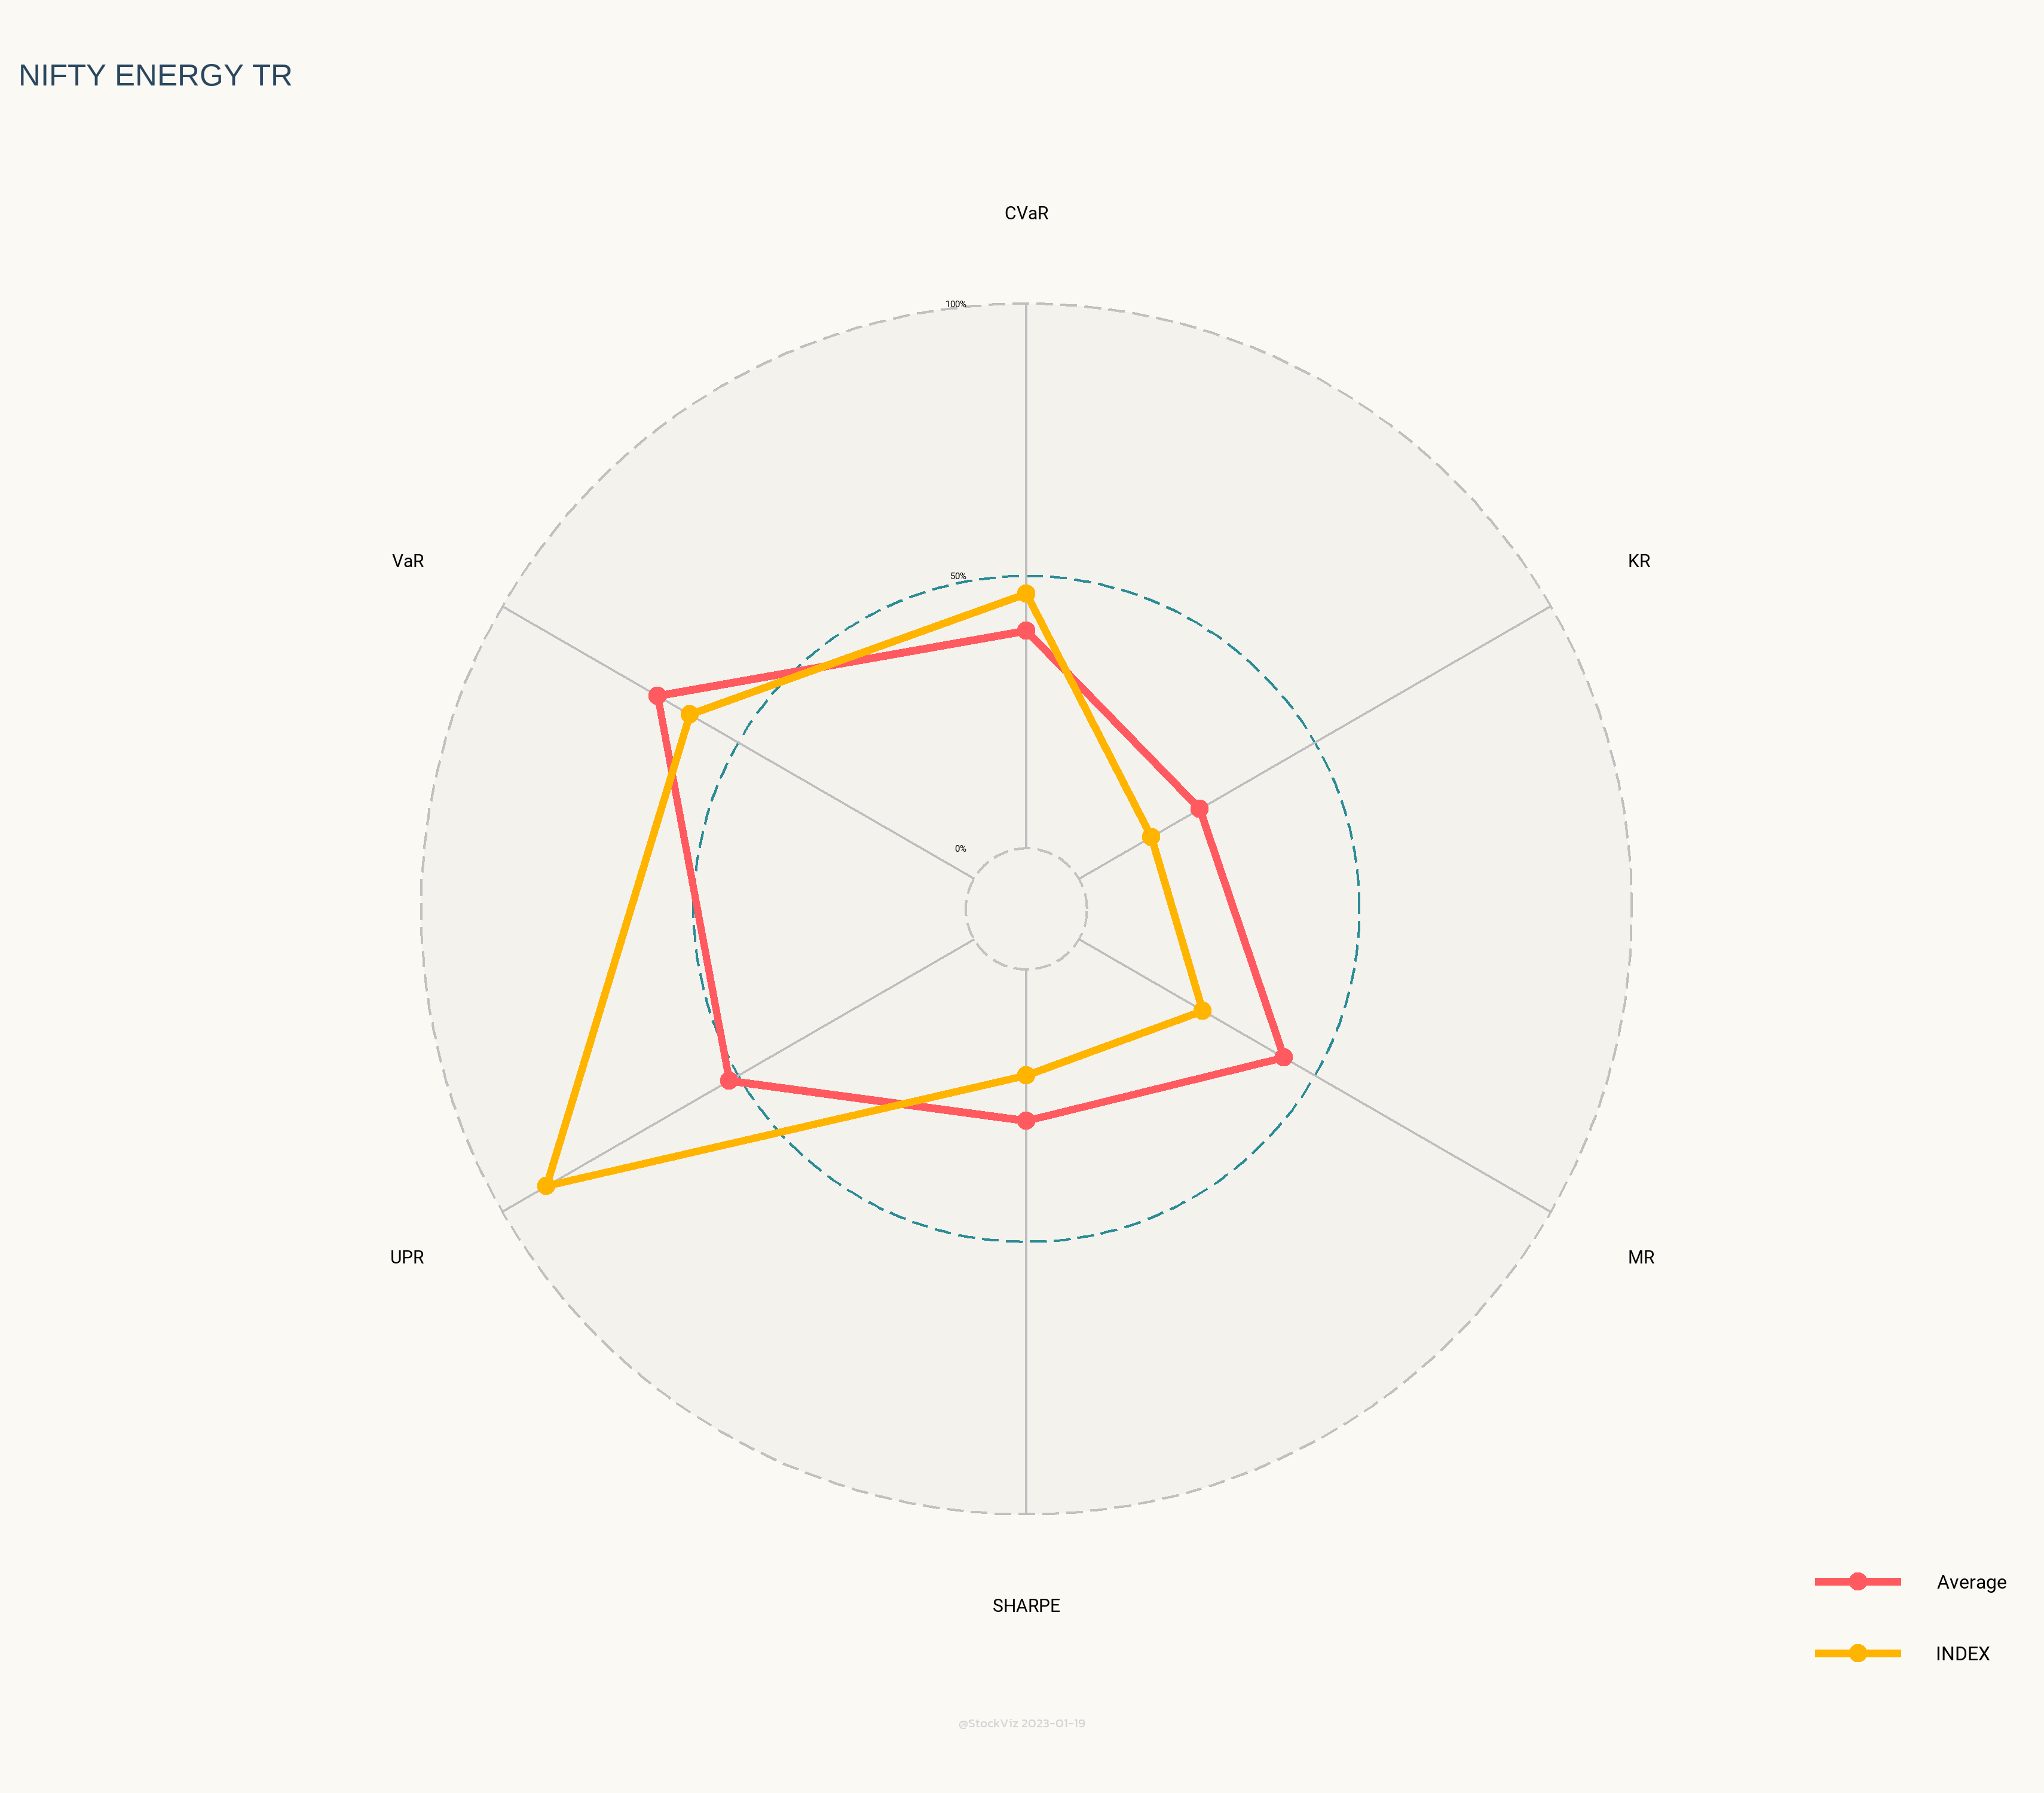 NIFTY ENERGY TR
CVaR
100%
VaR
KR
50%
0%
UPR
MR
SHARPE
Average
INDEX
@StockViz 2023-01-19